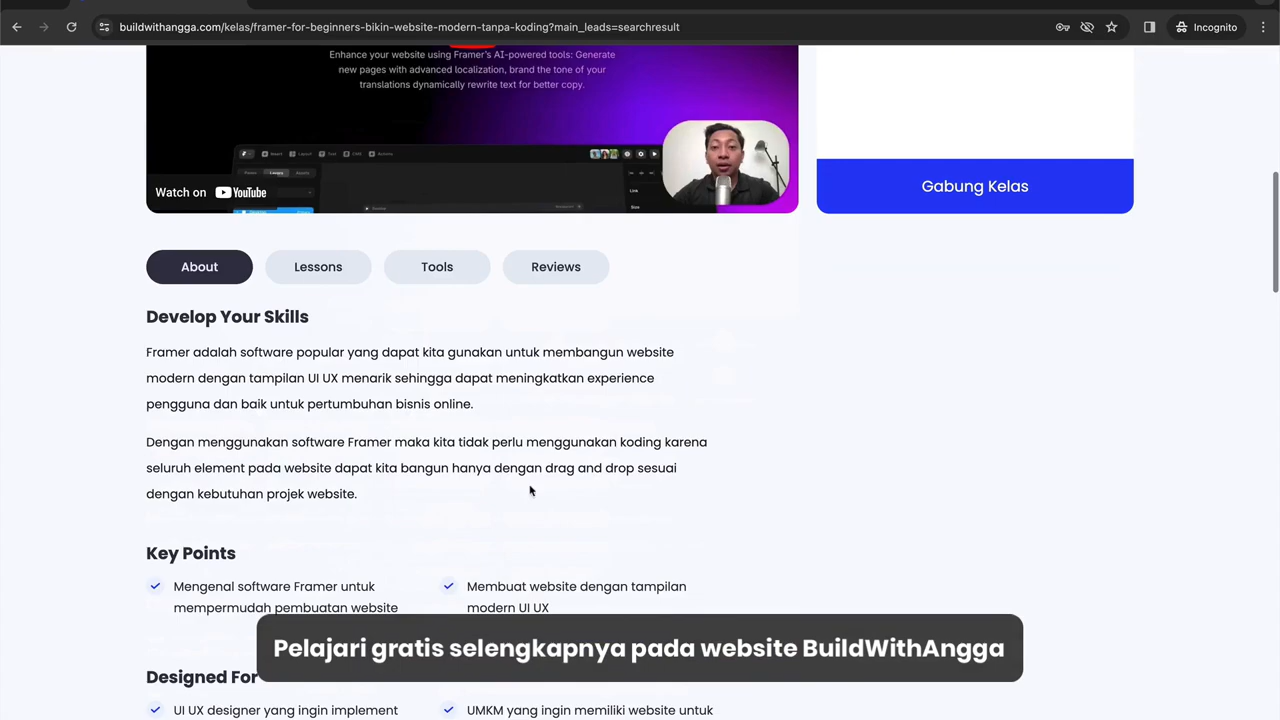 buildwithangga.com/kelas/framer-for-beginners-bikin-website-modern-tanpa-koding?main_leads=searchresult
Incognito
Enhance your website using Framer's AI-powered tools: Generate
new pages with advanced localization, brand the tone of your
translations dynamically rewrite text for better copy.
Insert Layout Text CMS
Link
Size
Watch on YouTube
Gabung Kelas
About Lessons Tools Reviews
Develop Your Skills
Framer adalah software popular yang dapat kita gunakan untuk membangun website
modern dengan tampilan UI UX menarik sehingga dapat meningkatkan experience
pengguna dan baik untuk pertumbuhan bisnis online.
Dengan menggunakan software Framer maka kita tidak perlu menggunakan koding karena
seluruh element pada website dapat kita bangun hanya dengan drag and drop sesuai
dengan kebutuhan projek website.
Key Points
Mengenal software Framer untuk
mempermudah pembuatan website
Membuat website dengan tampilan
modern UI UX
Pelajari gratis selengkapnya pada website BuildWithAngga
Designed For
UI UX designer yang ingin implement
UMKM yang ingin memiliki website untuk